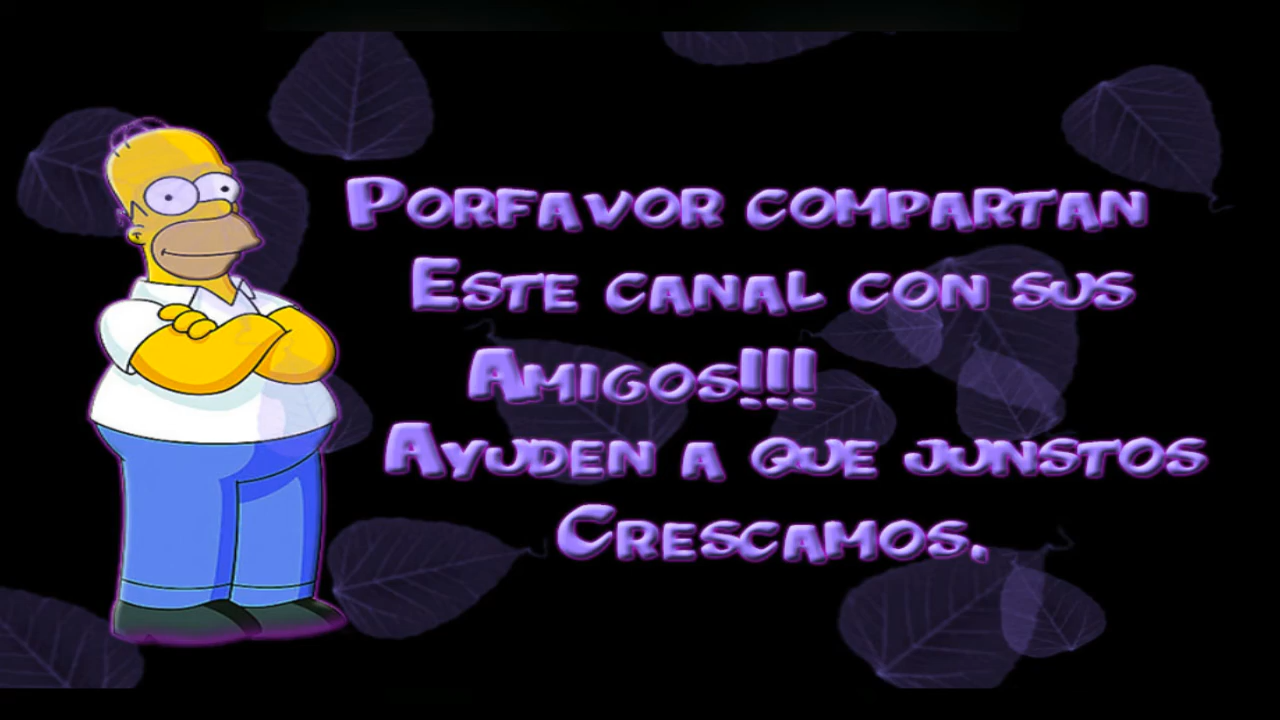 Porfavor compartan
Este canal con sus
Amigos!!!
Ayuden a que junstos
Crescamos.